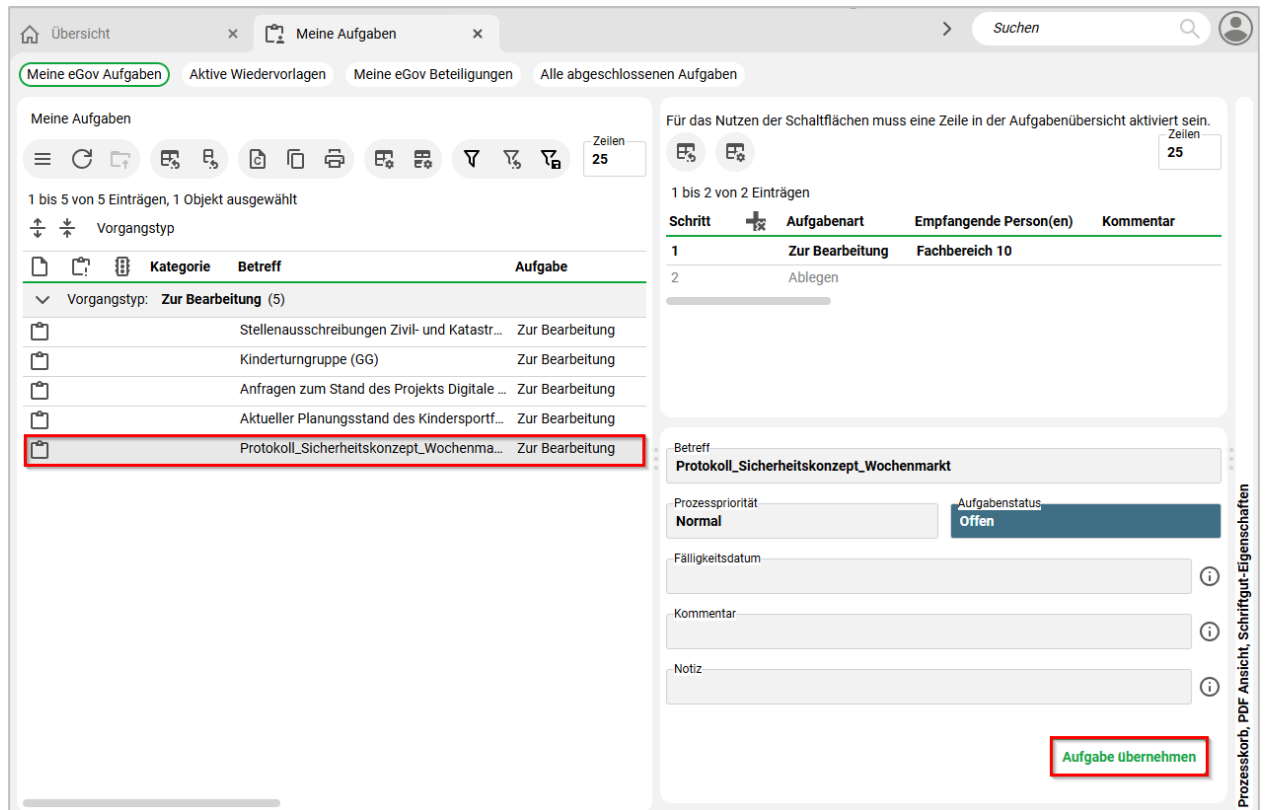 Übersicht
Meine Aufgaben
Suchen
Meine eGov Aufgaben
Aktive Wiedervorlagen
Meine eGov Beteiligungen
Alle abgeschlossenen Aufgaben
Meine Aufgaben
Zeilen
25
1 bis 5 von 5 Einträgen, 1 Objekt ausgewählt
Vorgangstyp
Kategorie Betreff Aufgabe
Vorgangstyp: Zur Bearbeitung (5)
Stellenausschreibungen Zivil- und Katastr... Zur Bearbeitung
Kinderturngruppe (GG) Zur Bearbeitung
Anfragen zum Stand des Projekts Digitale ... Zur Bearbeitung
Aktueller Planungsstand des Kindersportf... Zur Bearbeitung
Protokoll_Sicherheitskonzept_Wochenma... Zur Bearbeitung
Für das Nutzen der Schaltflächen muss eine Zeile in der Aufgabenübersicht aktiviert sein.
Zeilen
25
1 bis 2 von 2 Einträgen
Schritt Aufgabenart Empfangende Person(en) Kommentar
1 Zur Bearbeitung Fachbereich 10
2 Ablegen
Betreff
Protokoll_Sicherheitskonzept_Wochenmarkt
Prozesspriorität
Normal
Aufgabenstatus
Offen
Fälligkeitsdatum
Kommentar
Notiz
Aufgabe übernehmen
Prozesskorb, PDF Ansicht, Schriftgut-Eigenschaften